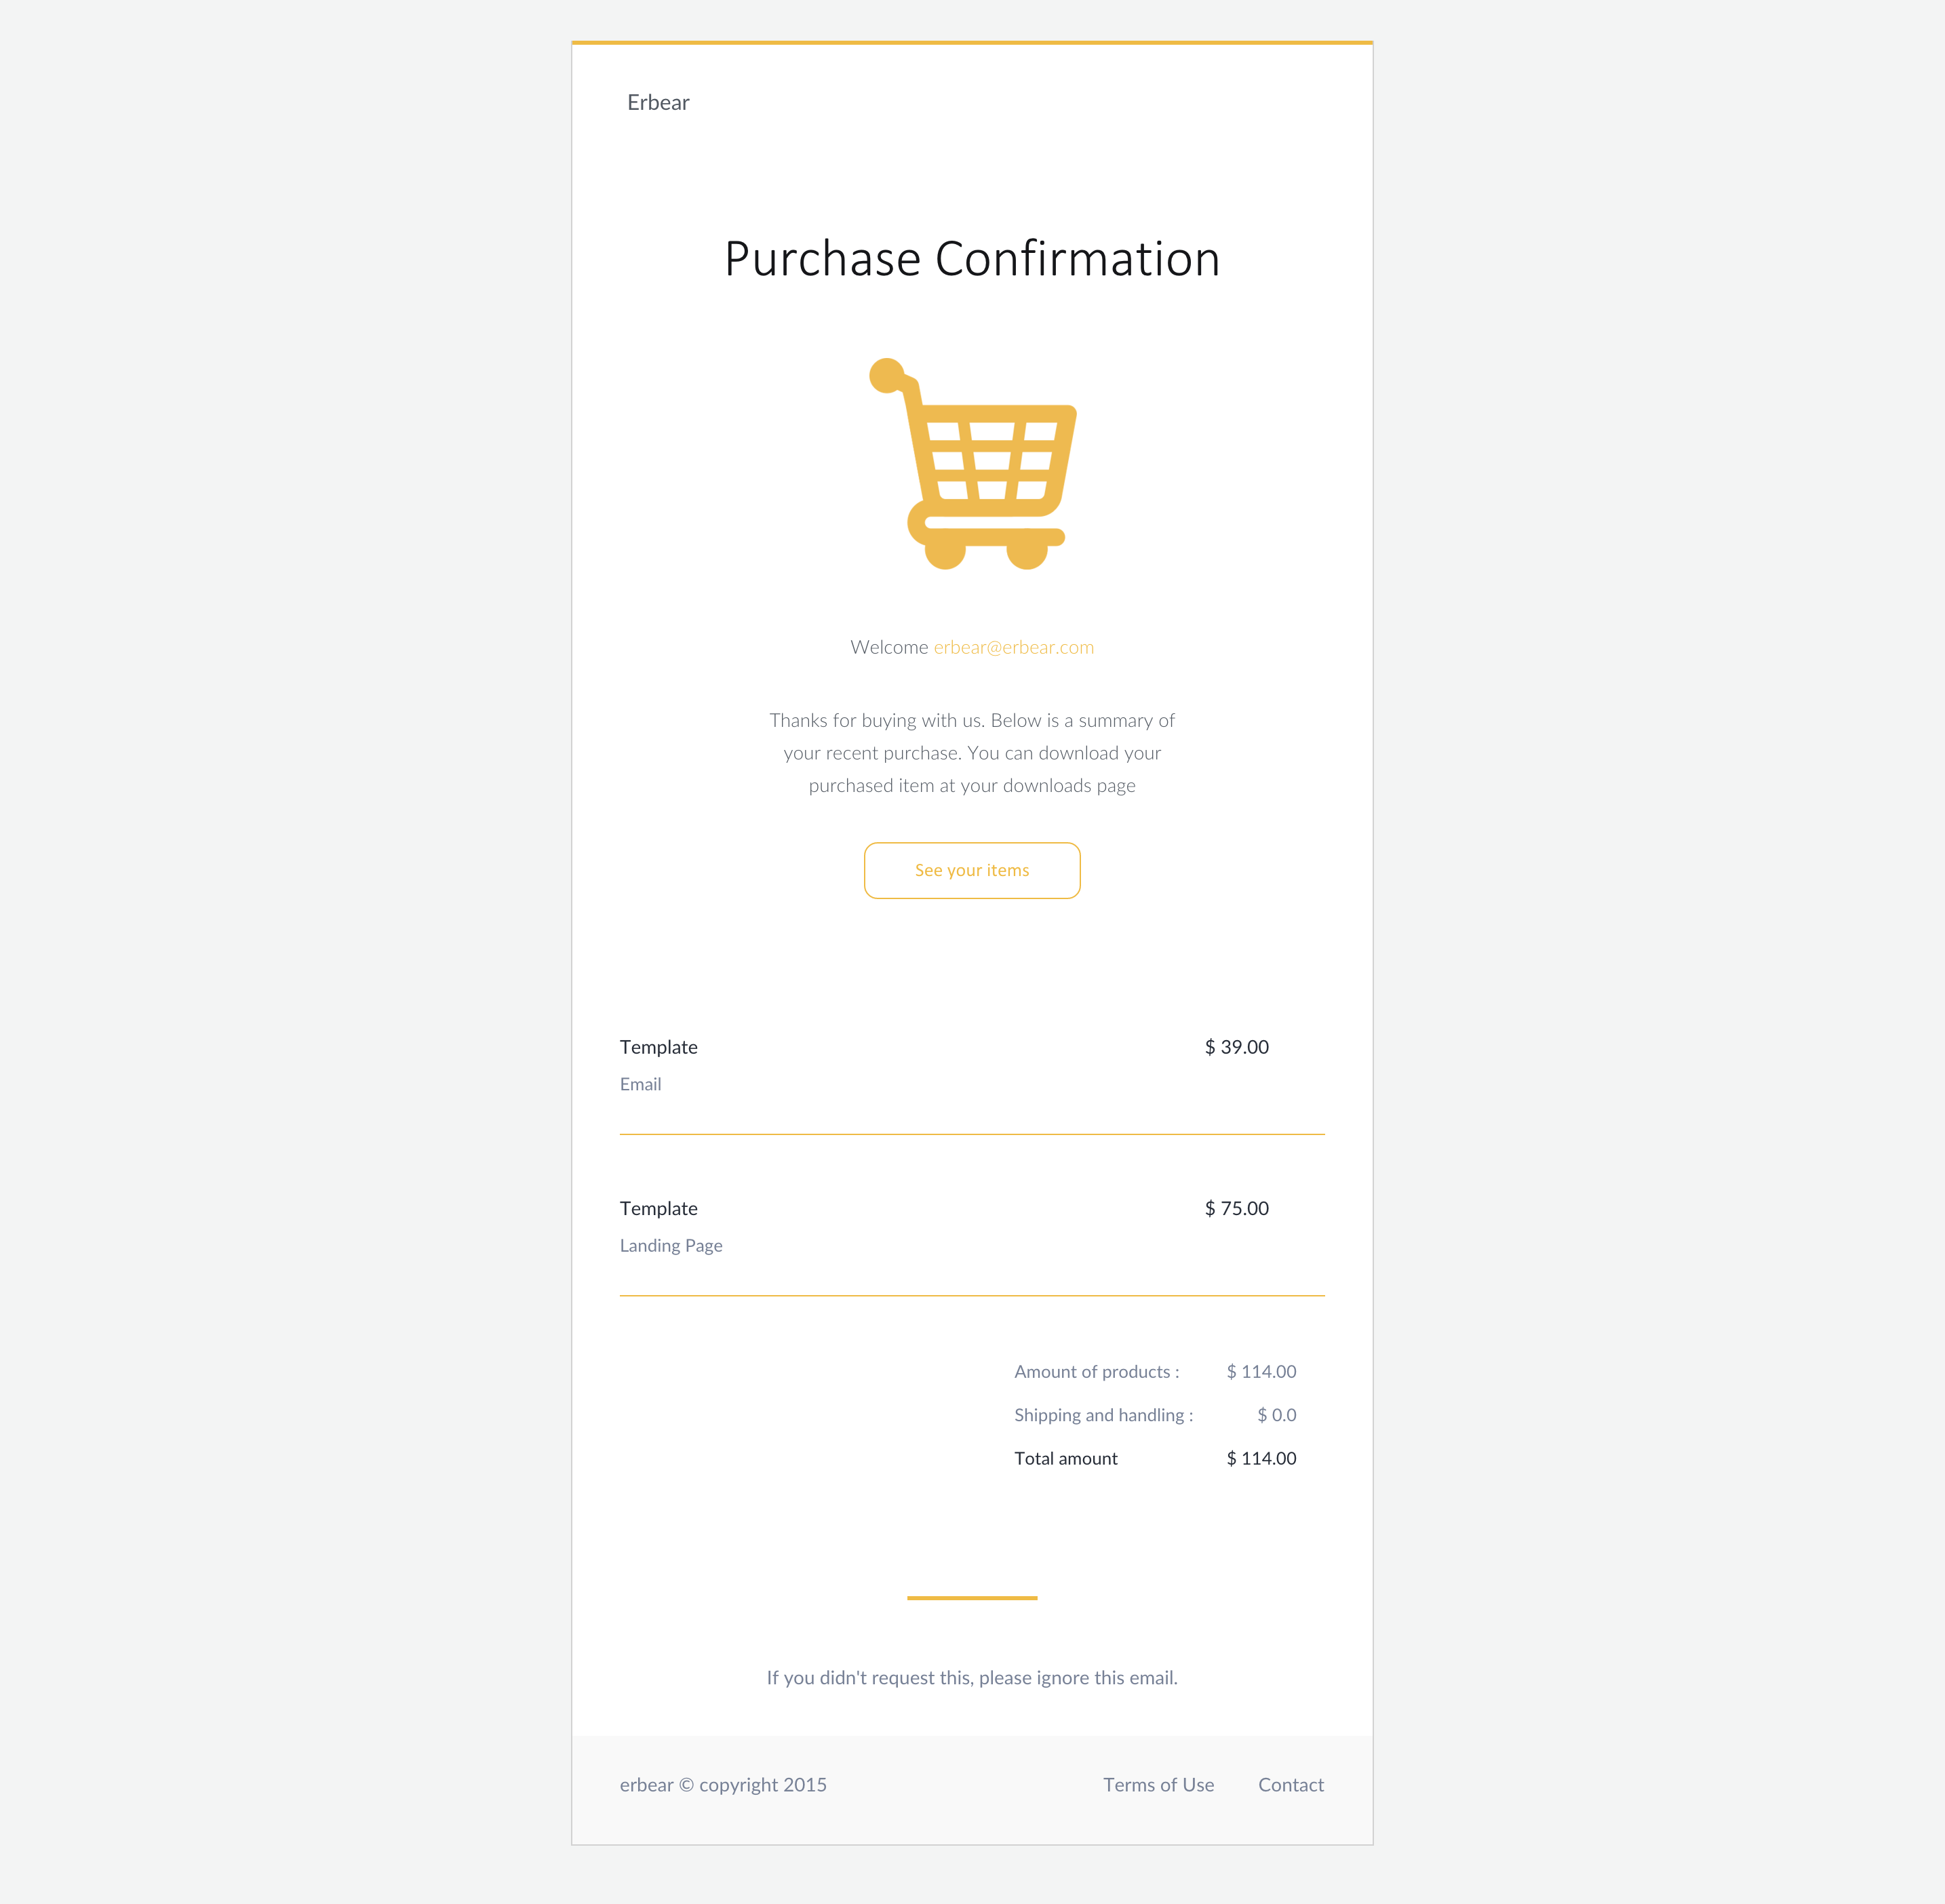 Erbear
Purchase Confirmation
Welcome erbear@erbear.com
Thanks for buying with us. Below is a summary of
your recent purchase. You can download your
purchased item at your downloads page
See your items
Template $ 39.00
Email
Template $ 75.00
Landing Page
Amount of products : $ 114.00
Shipping and handling : $ 0.0
Total amount $ 114.00
If you didn't request this, please ignore this email.
erbear © copyright 2015 Terms of Use Contact